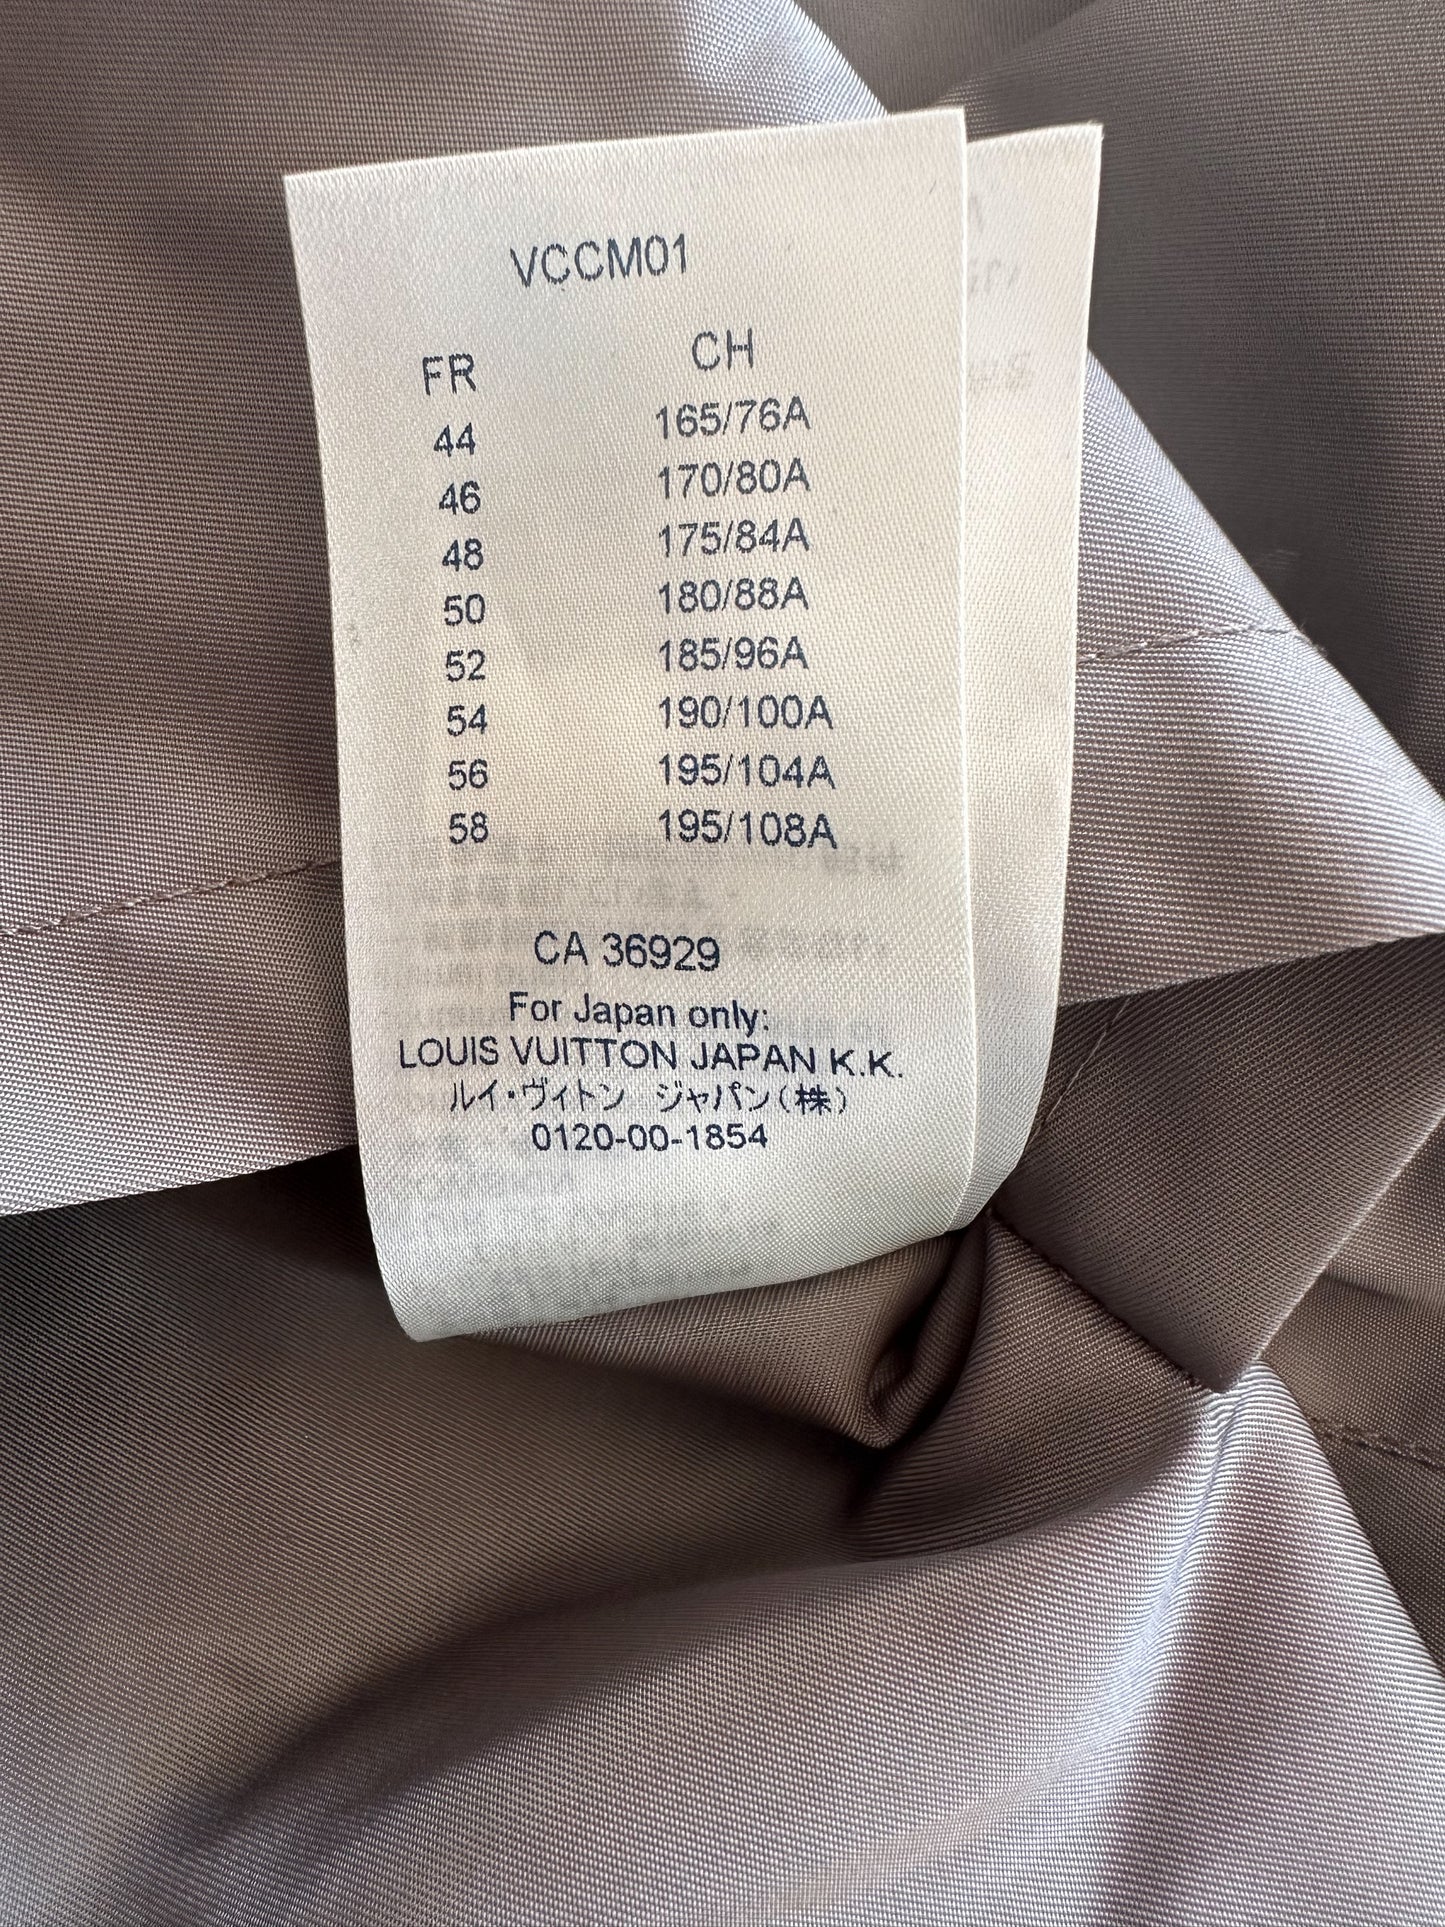 VCCM01
FR CH
44 165/76A
46 170/80A
48 175/84A
50 180/88A
52 185/96A
54 190/100A
56 195/104A
58 195/108A
CA 36929
For Japan only:
LOUIS VUITTON JAPAN K.K.
ルイ・ヴィトン ジャパン(株)
0120-00-1854